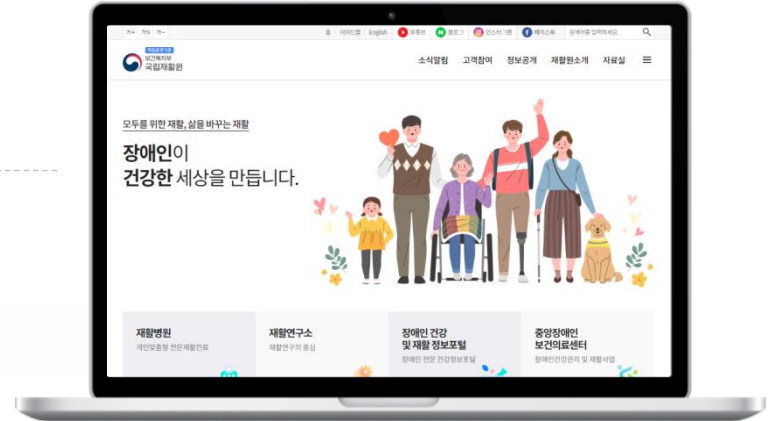 가+ 가 가-
홈 사이트맵 English 유튜브 블로그 인스타그램 페이스북 검색어를 입력하세요.
책임운영기관
보건복지부
국립재활원
소식알림 고객참여 정보공개 재활원소개 자료실
모두를 위한 재활, 삶을 바꾸는 재활
장애인이
건강한 세상을 만듭니다.
재활병원
개인맞춤형 전문재활진료
재활연구소
재활연구의 중심
장애인 건강
및 재활 정보포털
장애인 전문 건강정보포털
중앙장애인
보건의료센터
장애인건강관리 및 재활사업